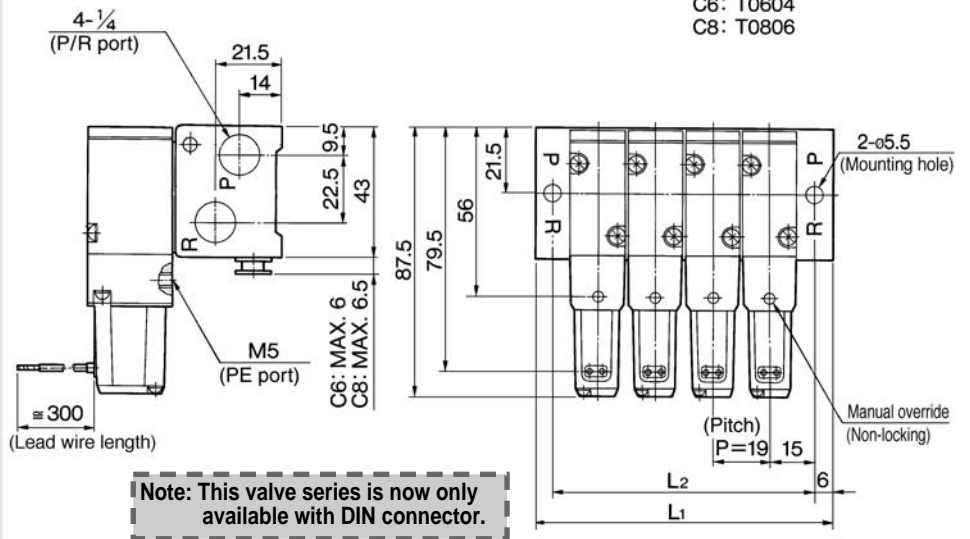 C6: T0604
C8: T0806
4-¼
(P/R port)
21.5
14
9.5
22.5
43
P
R
M5
(PE port)
C6: MAX. 6
C8: MAX. 6.5
≅300
(Lead wire length)
87.5
79.5
56
21.5
P
R
P
R
2-ø5.5
(Mounting hole)
Manual override
(Non-locking)
(Pitch)
P=19
15
L2
6
L1
Note: This valve series is now only
available with DIN connector.